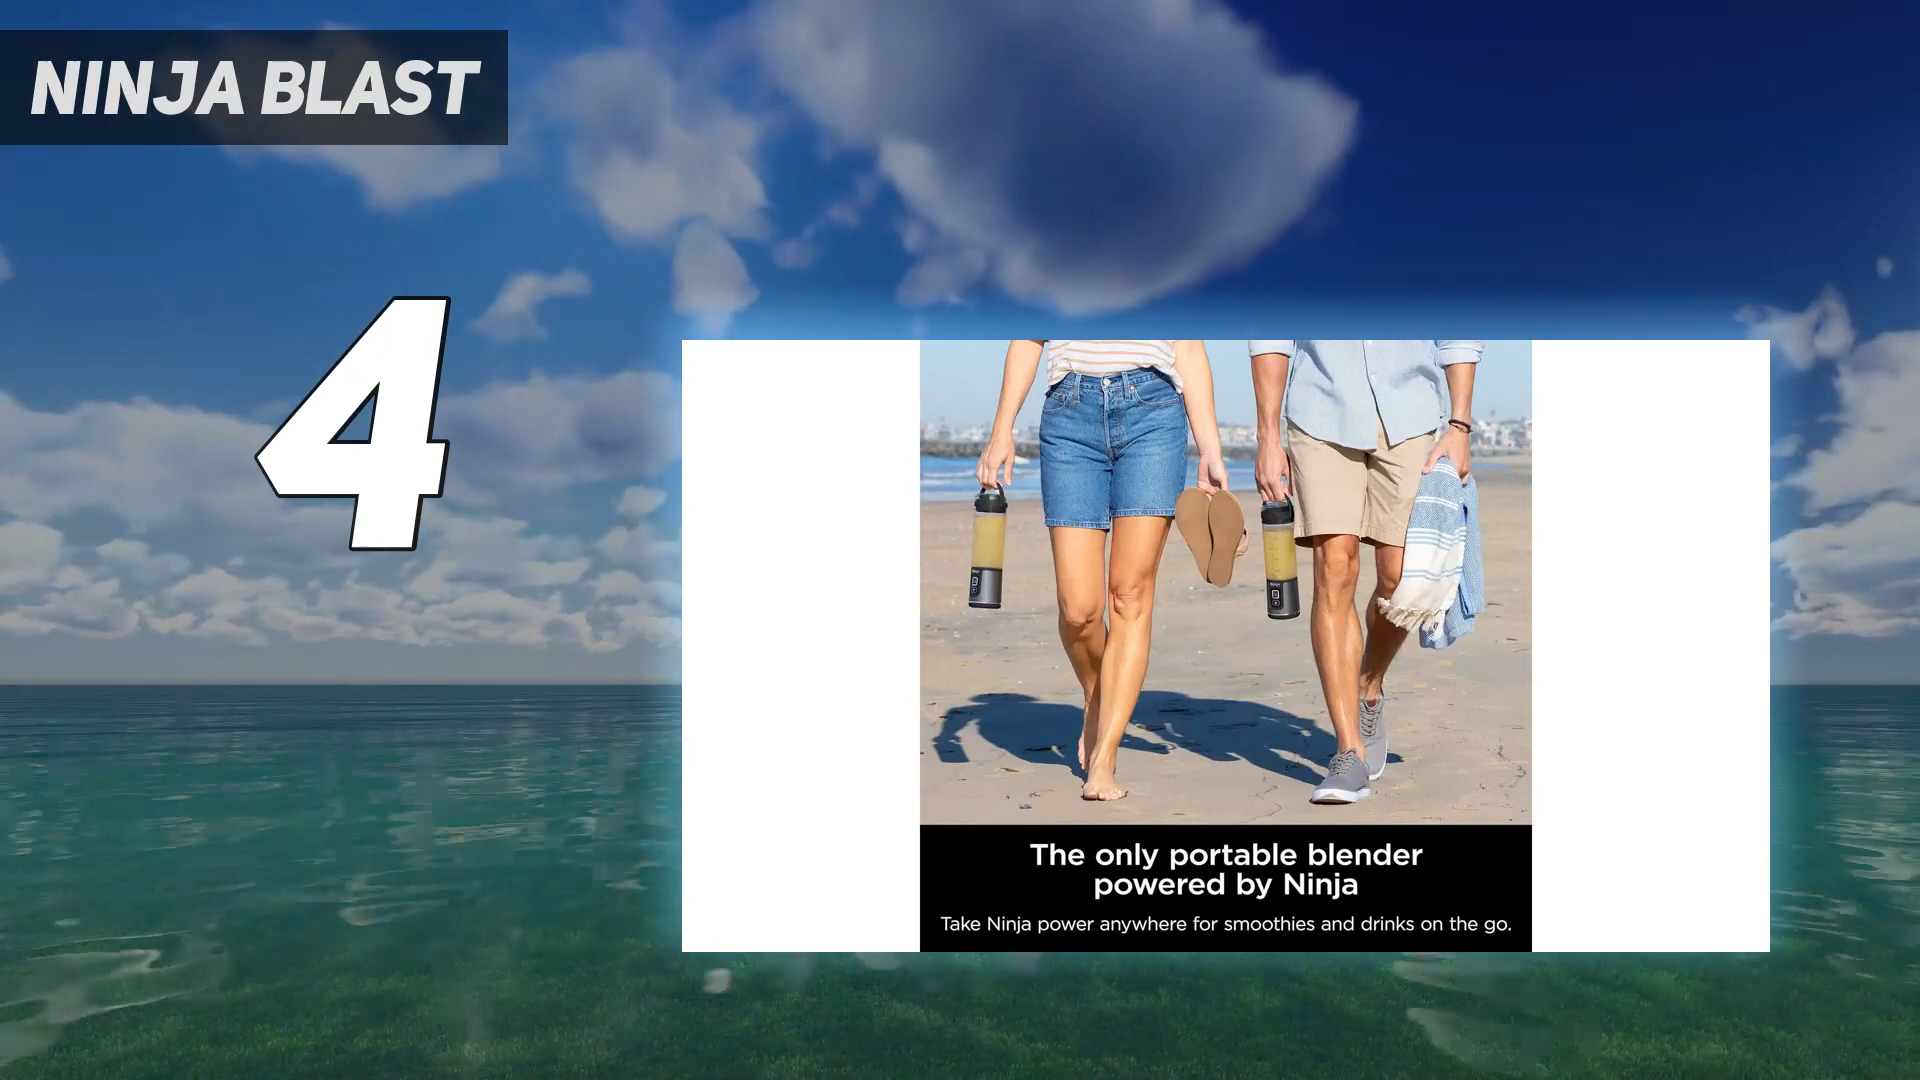 NINJA BLAST
4
The only portable blender
powered by Ninja
Take Ninja power anywhere for smoothies and drinks on the go.